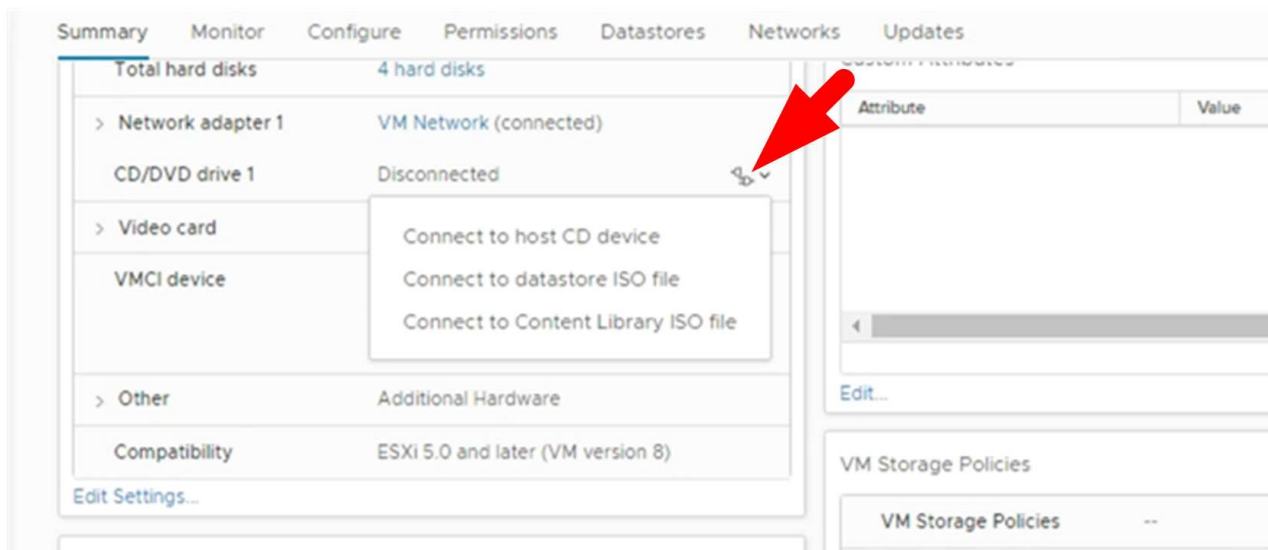 Summary Monitor Configure Permissions Datastores Networks Updates
Total hard disks 4 hard disks
Network adapter 1 VM Network (connected)
CD/DVD drive 1 Disconnected
Video card
Connect to host CD device
VMCI device
Connect to datastore ISO file
Connect to Content Library ISO file
Other Additional Hardware
Compatibility ESXi 5.0 and later (VM version 8)
Edit Settings...
Custom Attributes
Attribute Value
Edit...
VM Storage Policies
VM Storage Policies --